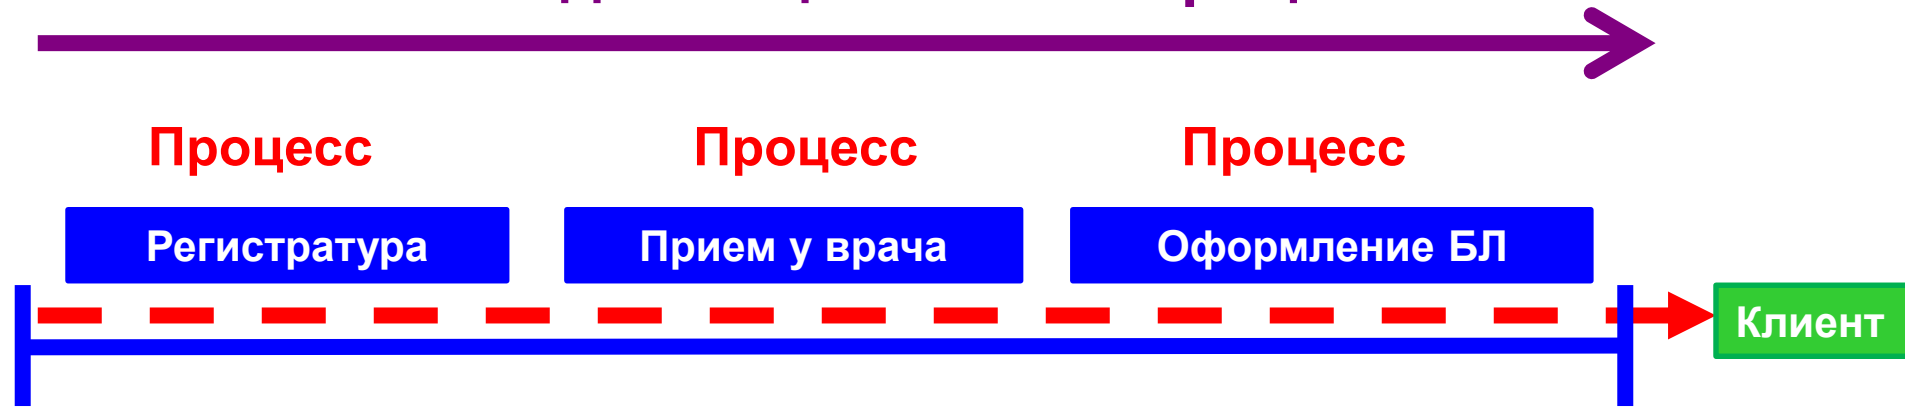 Процесс Процесс Процесс
Регистратура Прием у врача Оформление БЛ
Клиент